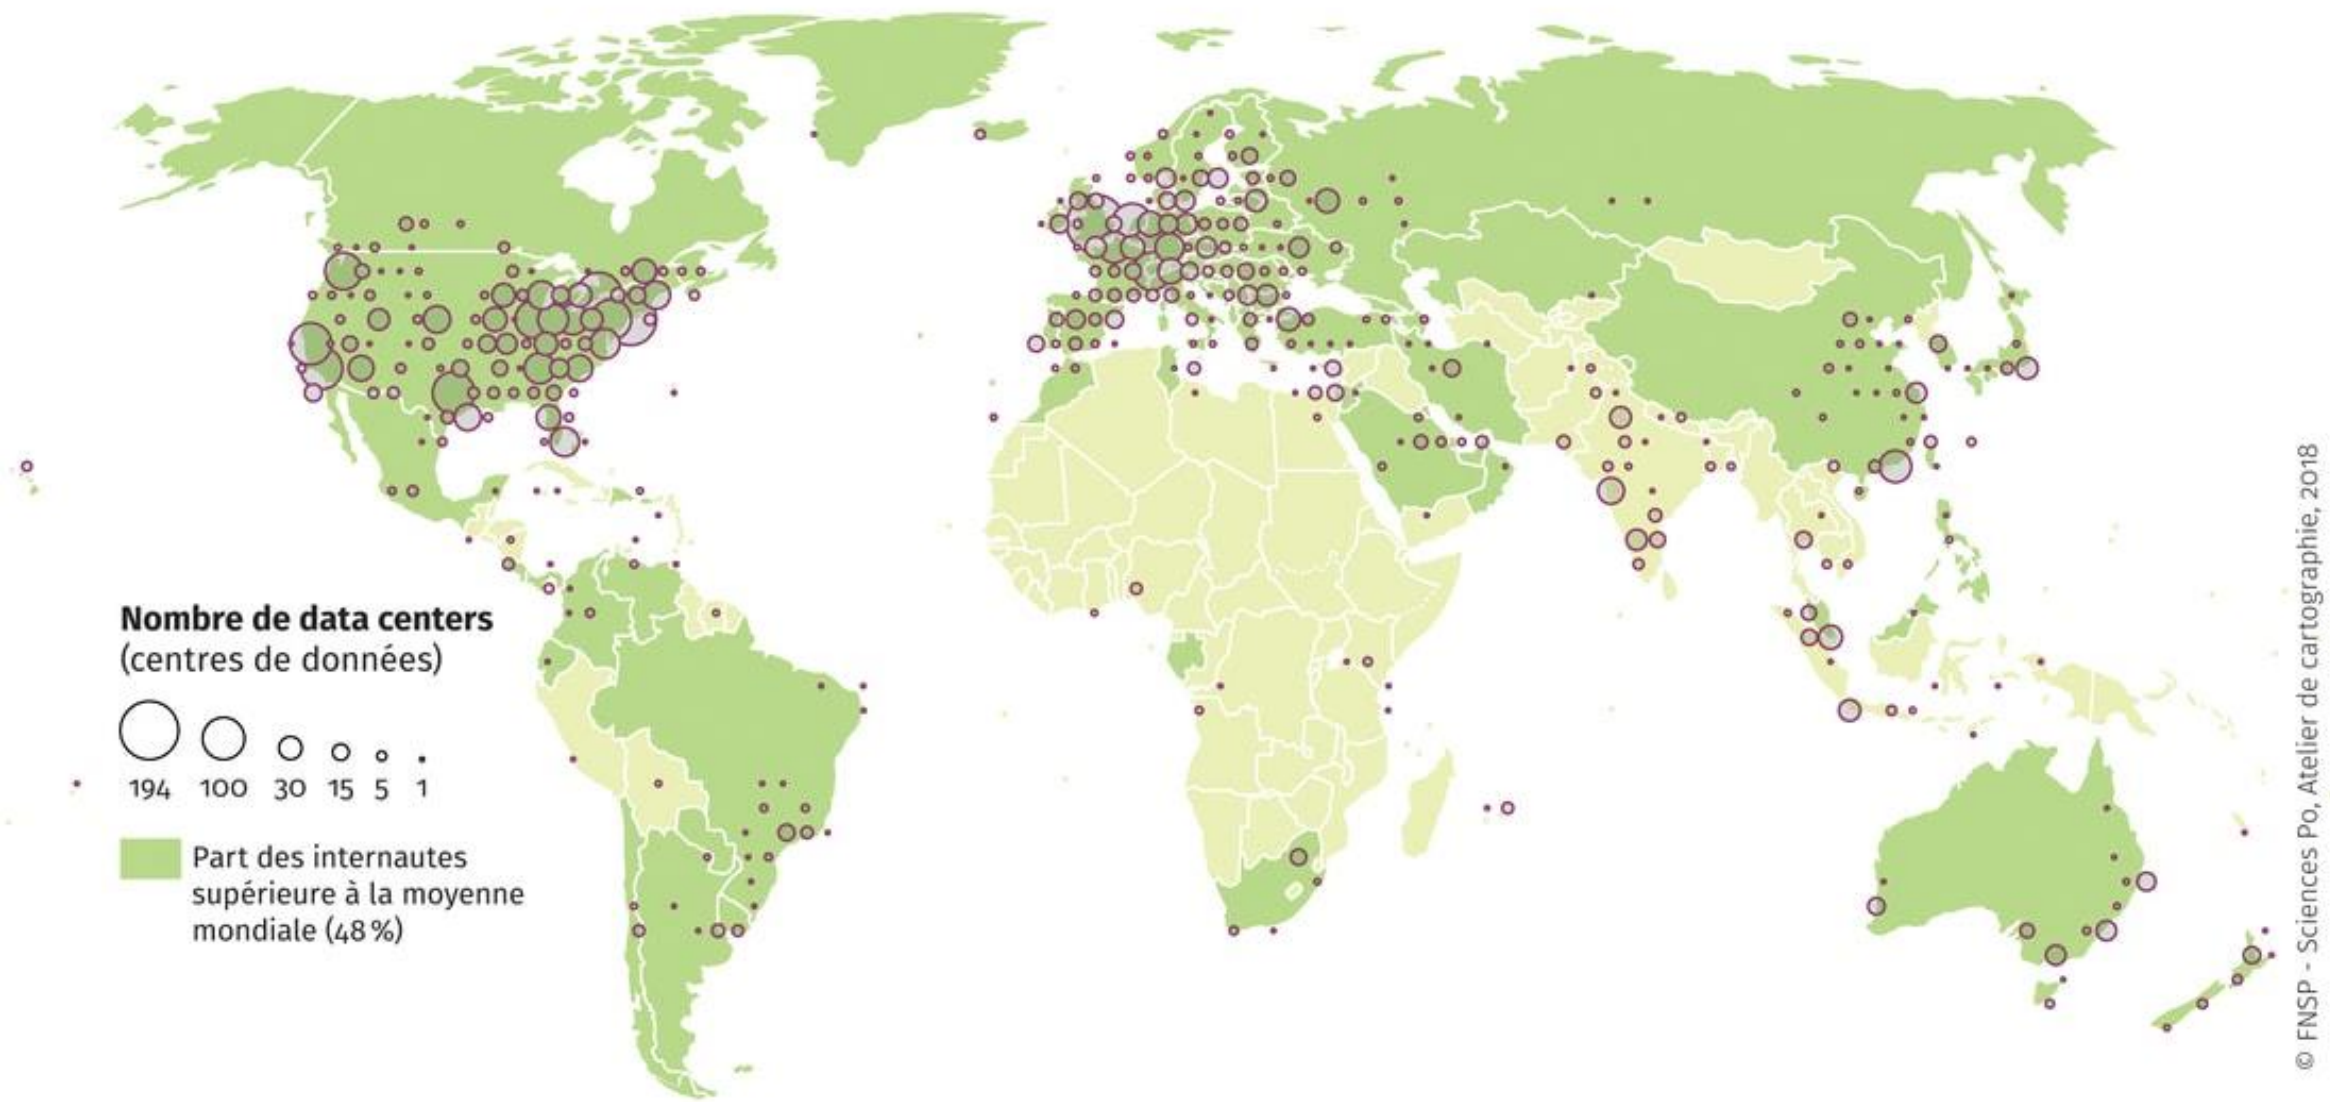 Nombre de data centers
(centres de données)
194 100 30 15 5 1
Part des internautes
supérieure à la moyenne
mondiale (48 %)
© FNSP - Sciences Po, Atelier de cartographie, 2018